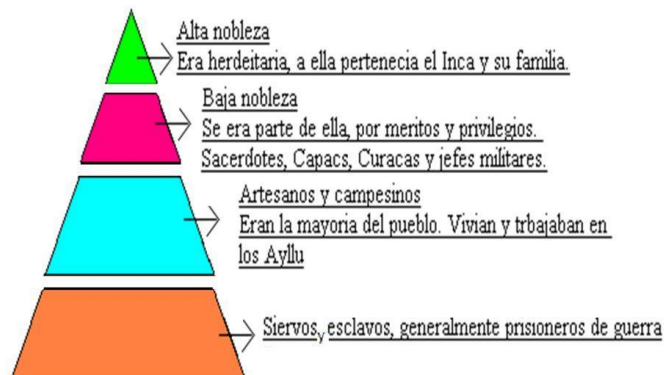 Alta nobleza
Era herdeitaria, a ella pertenecia el Inca y su familia.
Baja nobleza
Se era parte de ella, por meritos y privilegios.
Sacerdotes, Capacs, Curacas y jefes militares.
Artesanos y campesinos
Eran la mayoria del pueblo. Vivian y trbajaban en
los Ayllu
Siervos, y esclavos, generalmente prisioneros de guerra